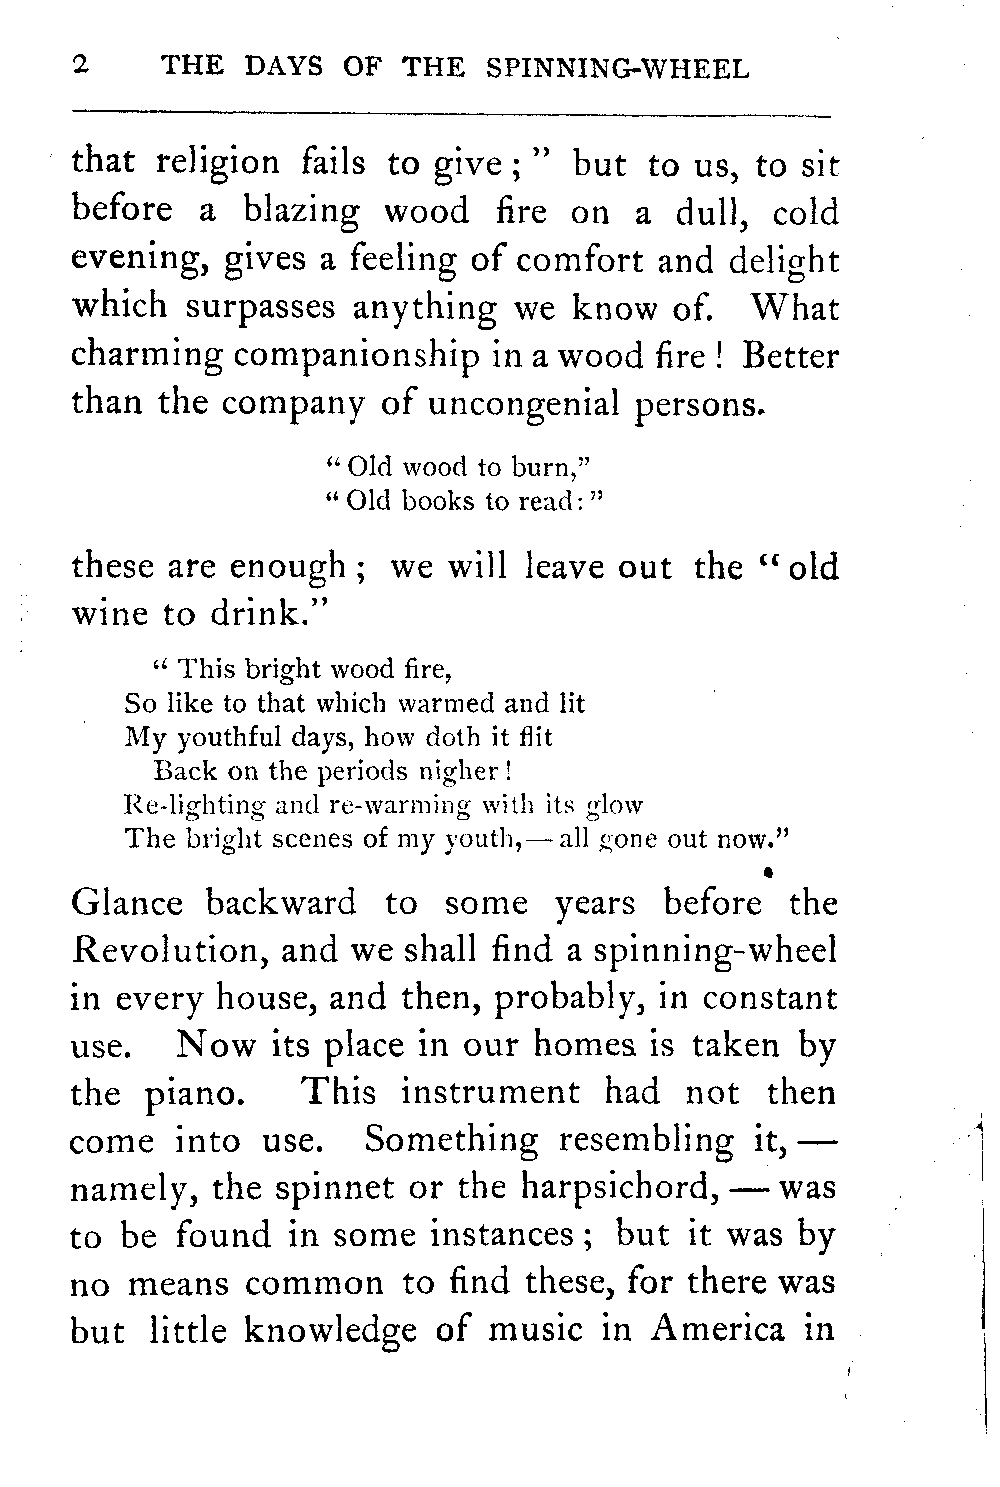 2 THE DAYS OF THE SPINNING-WHEEL
that religion fails to give ; ” but to us, to sit
before a blazing wood fire on a dull, cold
evening, gives a feeling of comfort and delight
which surpasses anything we know of. What
charming companionship in a wood fire ! Better
than the company of uncongenial persons.
“ Old wood to burn,”
“ Old books to read: ”
these are enough ; we will leave out the “ old
wine to drink.”
“ This bright wood fire,
So like to that which warmed and lit
My youthful days, how doth it flit
Back on the periods nigher !
Re-lighting and re-warming with its glow
The bright scenes of my youth, — all gone out now.”
Glance backward to some years before the
Revolution, and we shall find a spinning-wheel
in every house, and then, probably, in constant
use. Now its place in our homes is taken by
the piano. This instrument had not then
come into use. Something resembling it, —
namely, the spinnet or the harpsichord, — was
to be found in some instances ; but it was by
no means common to find these, for there was
but little knowledge of music in America in